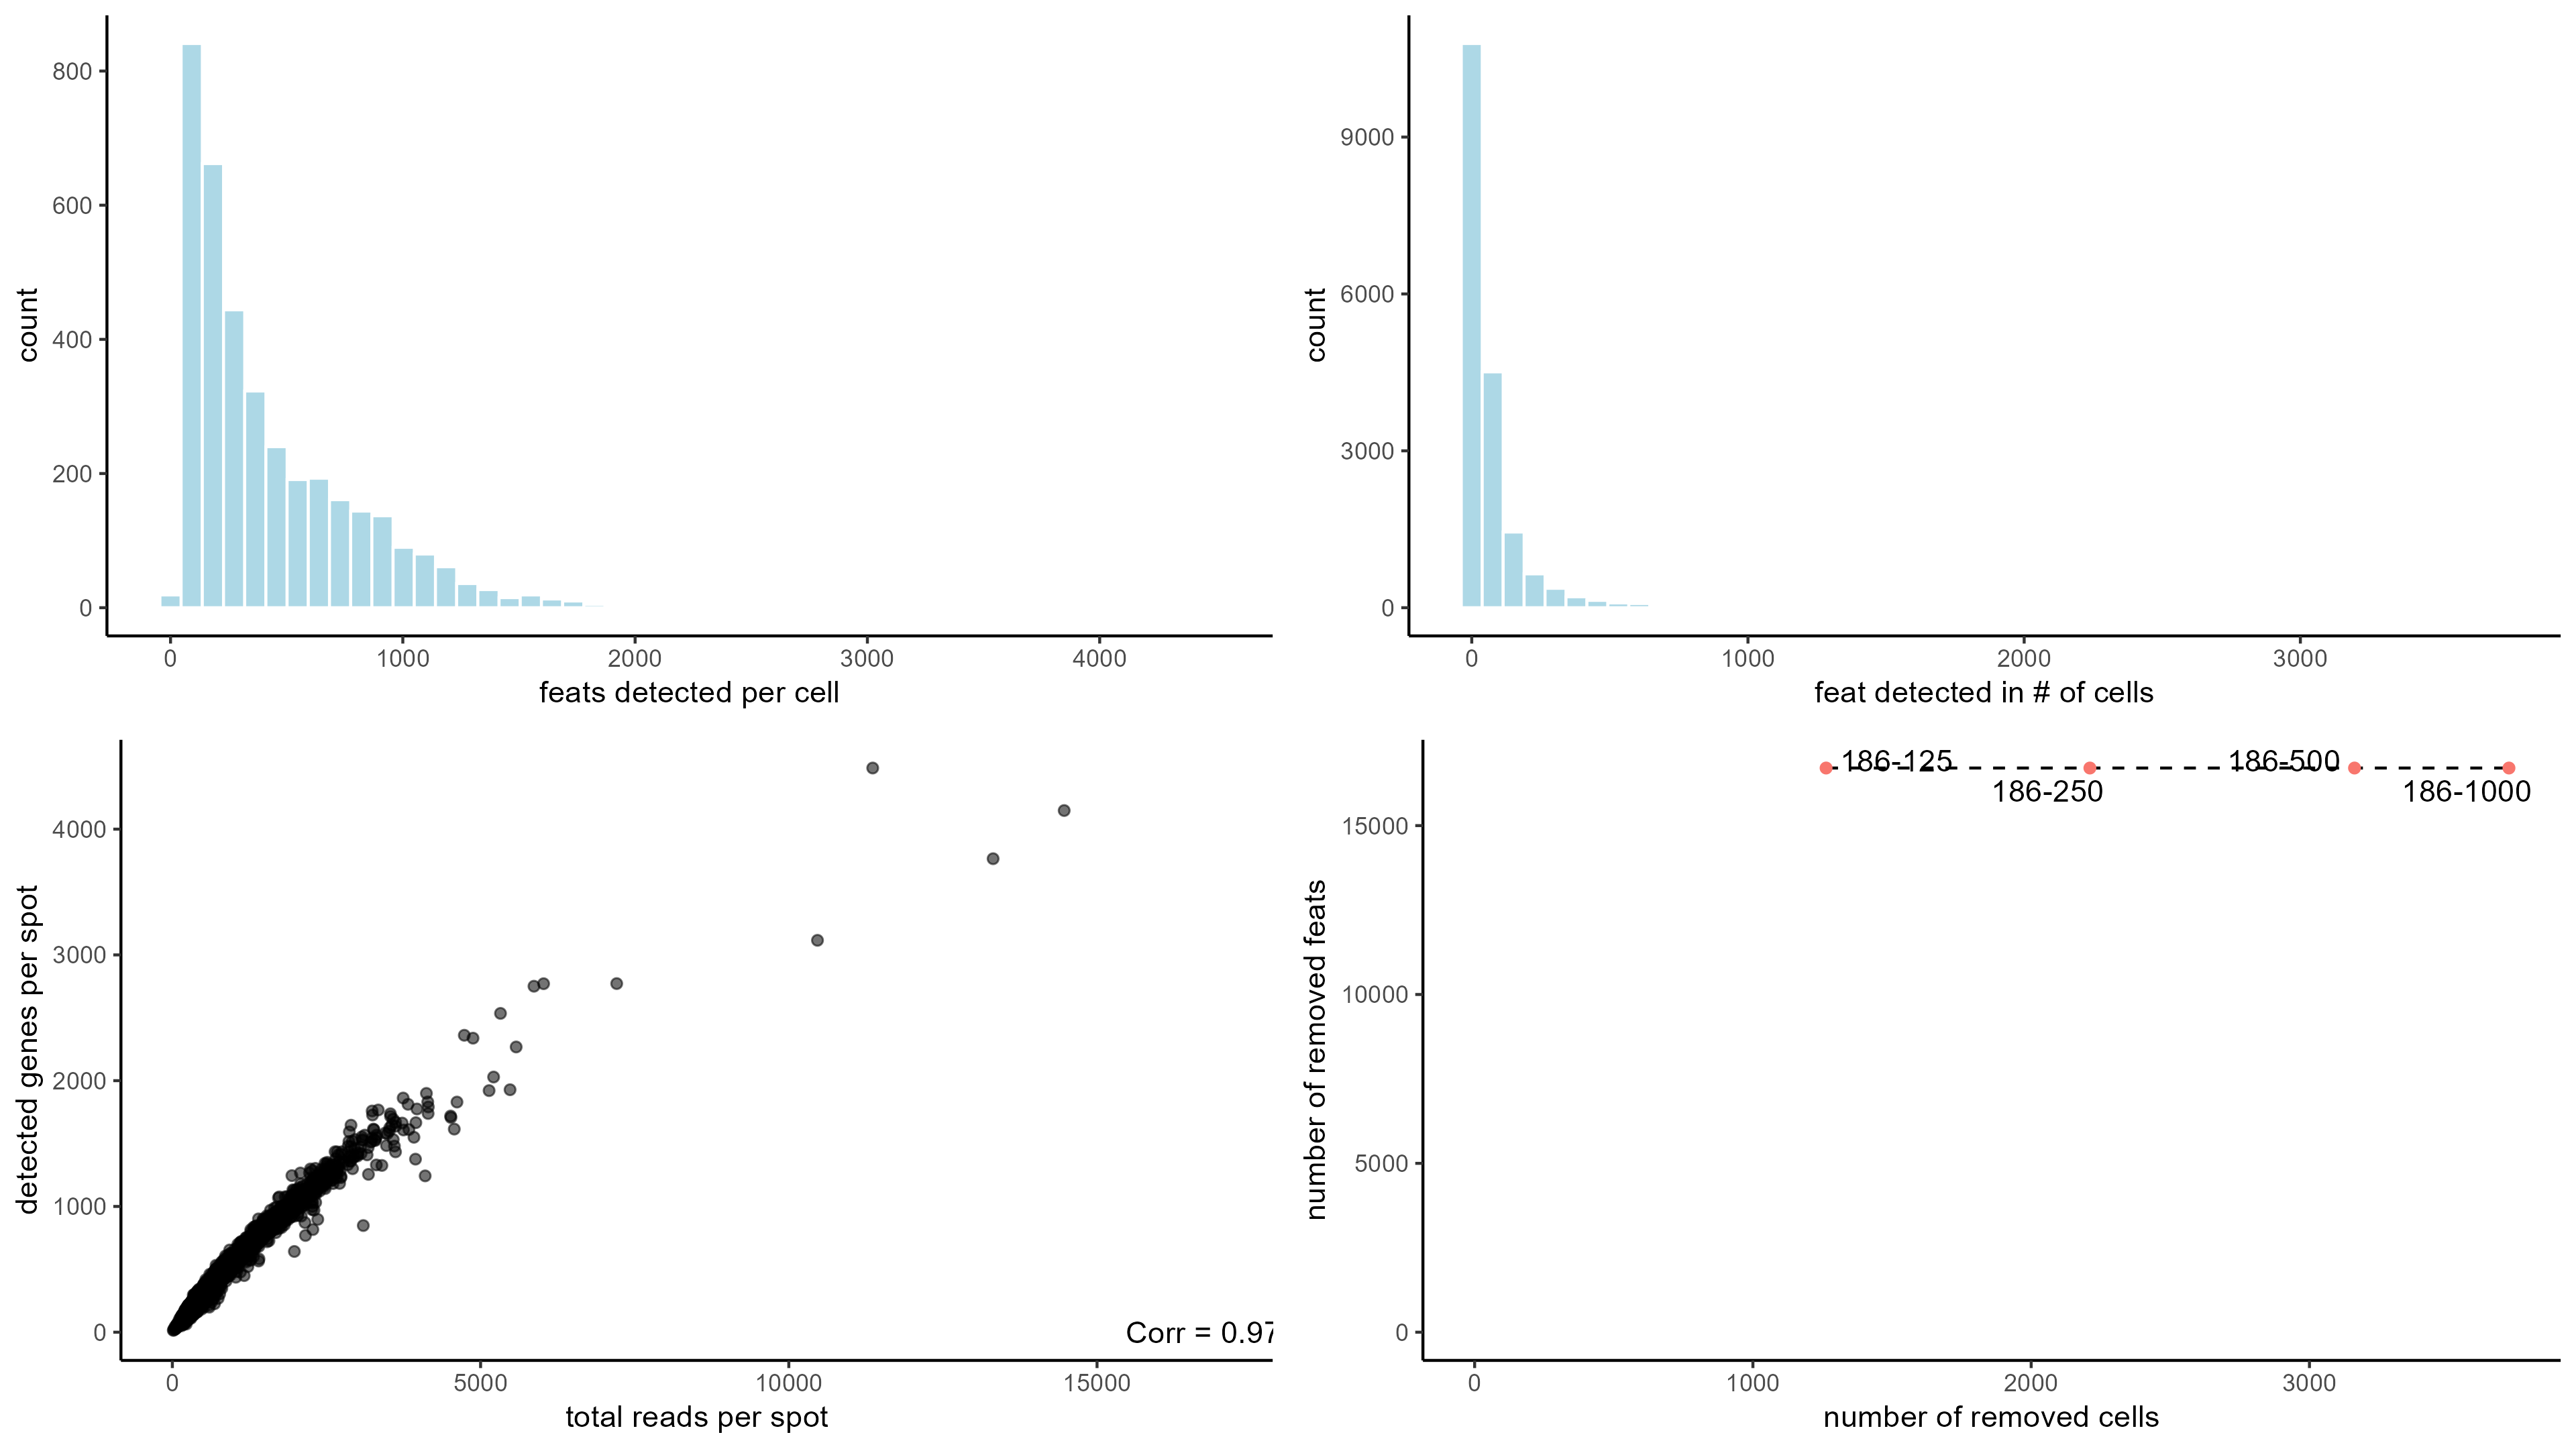 800
600
400
200
0
count
0 1000 2000 3000 4000
feats detected per cell
9000
6000
3000
0
count
0 1000 2000 3000
feat detected in # of cells
4000
3000
2000
1000
0
detected genes per spot
Corr = 0.97
0 5000 10000 15000
total reads per spot
186-125 186-500
186-250 186-1000
15000
10000
5000
0
number of removed feats
0 1000 2000 3000
number of removed cells